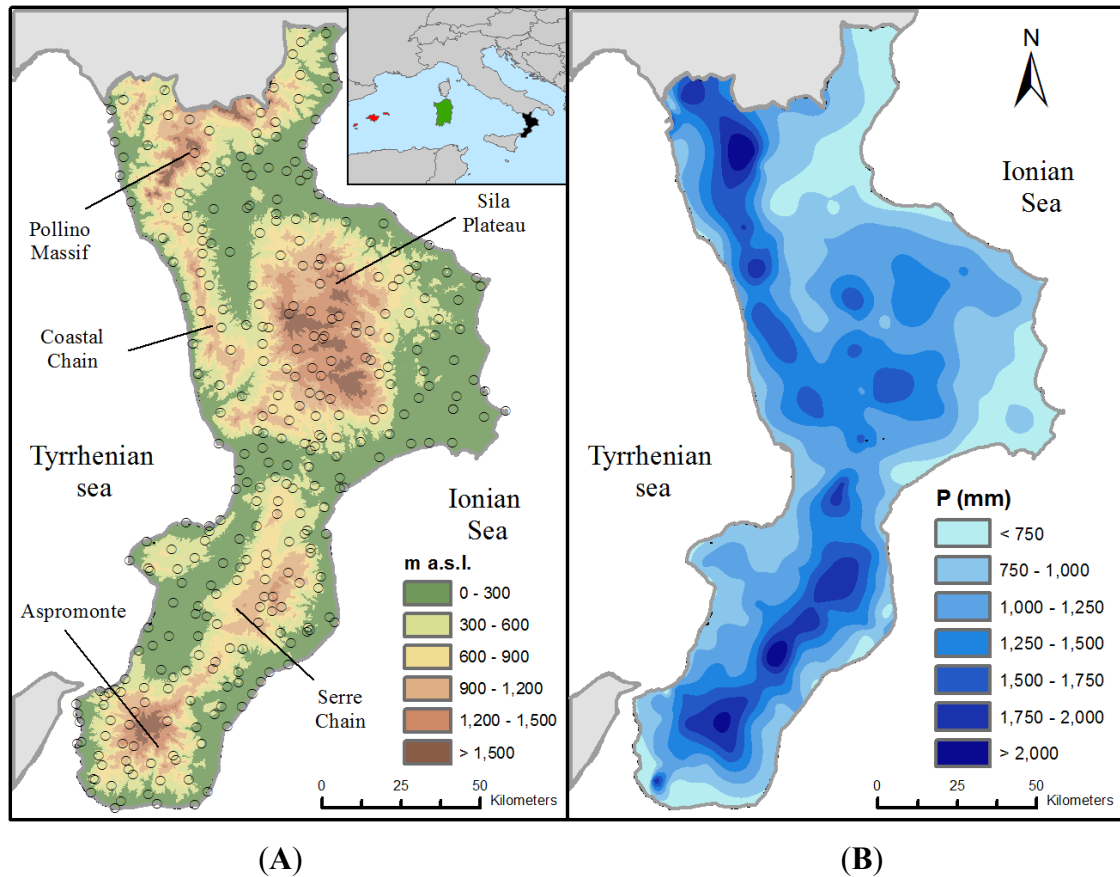 Pollino
Massif
Sila
Plateau
Coastal
Chain
Tyrrhenian
sea
Ionian
Sea
Aspromonte
Serre
Chain
m a.s.l.
0 - 300
300 - 600
600 - 900
900 - 1,200
1,200 - 1,500
> 1,500
0 25 50
Kilometers
(A)
N
Ionian
Sea
Tyrrhenian
sea
P (mm)
< 750
750 - 1,000
1,000 - 1,250
1,250 - 1,500
1,500 - 1,750
1,750 - 2,000
> 2,000
0 25 50
Kilometers
(B)